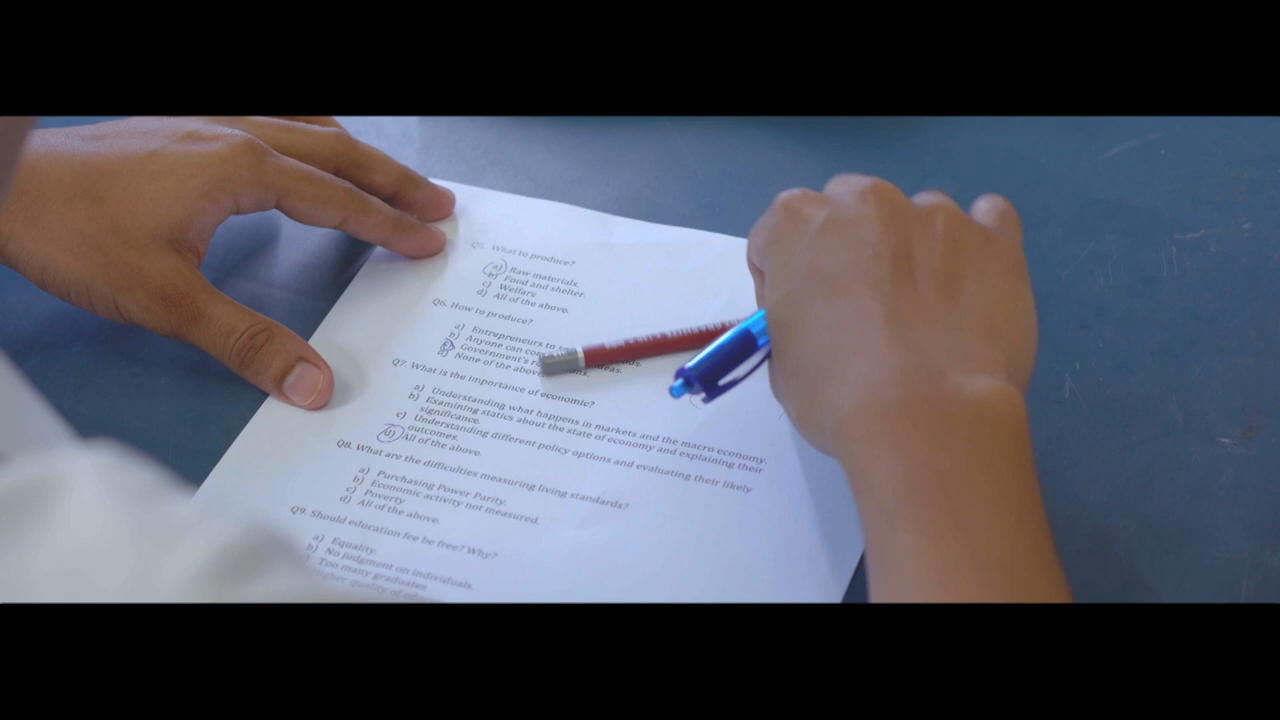 Q5. What to produce?
a) Raw materials.
b) Food and shelter.
c) Welfare
d) All of the above.
Q6. How to produce?
a) Entrepreneurs to
b) Anyone can
Government's ideas.
d) None of the above
Q7. What is the importance of economic?
a) Understanding what happens in markets and the macro economy.
b) Examining statics about the state of economy and explaining their
significance.
c) Understanding different policy options and evaluating their likely
outcomes.
d) All of the above.
Q8. What are the difficulties measuring living standards?
a) Purchasing Power Parity.
b) Economic activity not measured.
c) Poverty
d) All of the above.
Q9. Should education fee be free? Why?
a) Equality.
b) No judgment on individuals.
Too many graduates
higher quality of